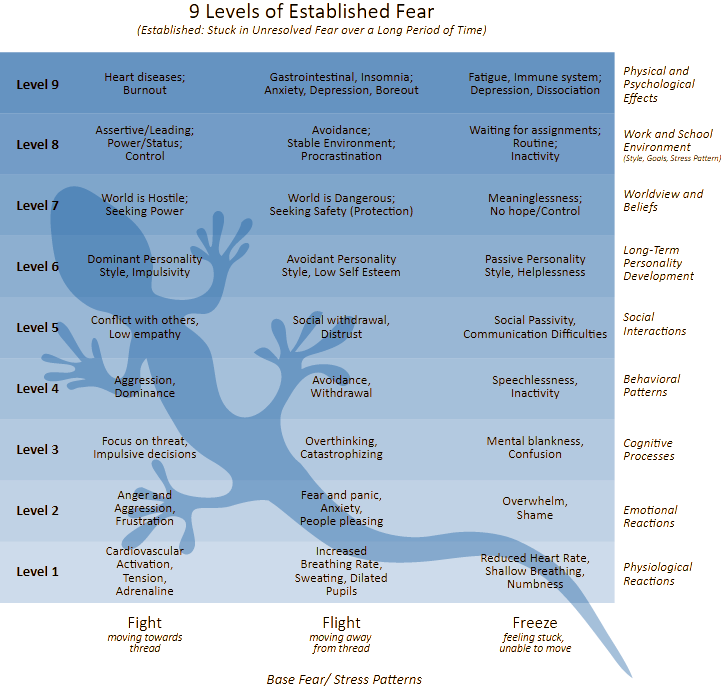 9 Levels of Established Fear
(Established: Stuck in Unresolved Fear over a Long Period of Time)
Level 9
Heart diseases;
Burnout
Gastrointestinal, Insomnia;
Anxiety, Depression, Boreout
Fatigue, Immune system;
Depression, Dissociation
Physical and
Psychological
Effects
Level 8
Assertive/Leading;
Power/Status;
Control
Avoidance;
Stable Environment;
Procrastination
Waiting for assignments;
Routine;
Inactivity
Work and School
Environment
(Style, Goals, Stress Pattern)
Level 7
World is Hostile;
Seeking Power
World is Dangerous;
Seeking Safety (Protection)
Meaninglessness;
No hope/Control
Worldview and
Beliefs
Level 6
Dominant Personality
Style, Impulsivity
Avoidant Personality
Style, Low Self Esteem
Passive Personality
Style, Helplessness
Long-Term
Personality
Development
Level 5
Conflict with others,
Low empathy
Social withdrawal,
Distrust
Social Passivity,
Communication Difficulties
Social
Interactions
Level 4
Aggression,
Dominance
Avoidance,
Withdrawal
Speechlessness,
Inactivity
Behavioral
Patterns
Level 3
Focus on threat,
Impulsive decisions
Overthinking,
Catastrophizing
Mental blankness,
Confusion
Cognitive
Processes
Level 2
Anger and
Aggression,
Frustration
Fear and panic,
Anxiety,
People pleasing
Overwhelm,
Shame
Emotional
Reactions
Level 1
Cardiovascular
Activation,
Tension,
Adrenaline
Increased
Breathing Rate,
Sweating, Dilated
Pupils
Reduced Heart Rate,
Shallow Breathing,
Numbness
Physiological
Reactions
Fight
moving towards
thread
Flight
moving away
from thread
Freeze
feeling stuck,
unable to move
Base Fear/ Stress Patterns